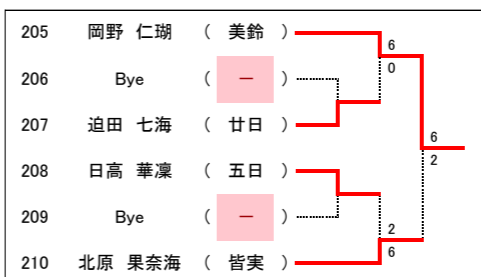 205 岡野 仁瑚 ( 美鈴 )
6
206 Bye ( － )
0
207 迫田 七海 ( 廿日 )
6
2
208 日高 華凜 ( 五日 )
209 Bye ( － )
2
210 北原 果奈海 ( 皆実 )
6